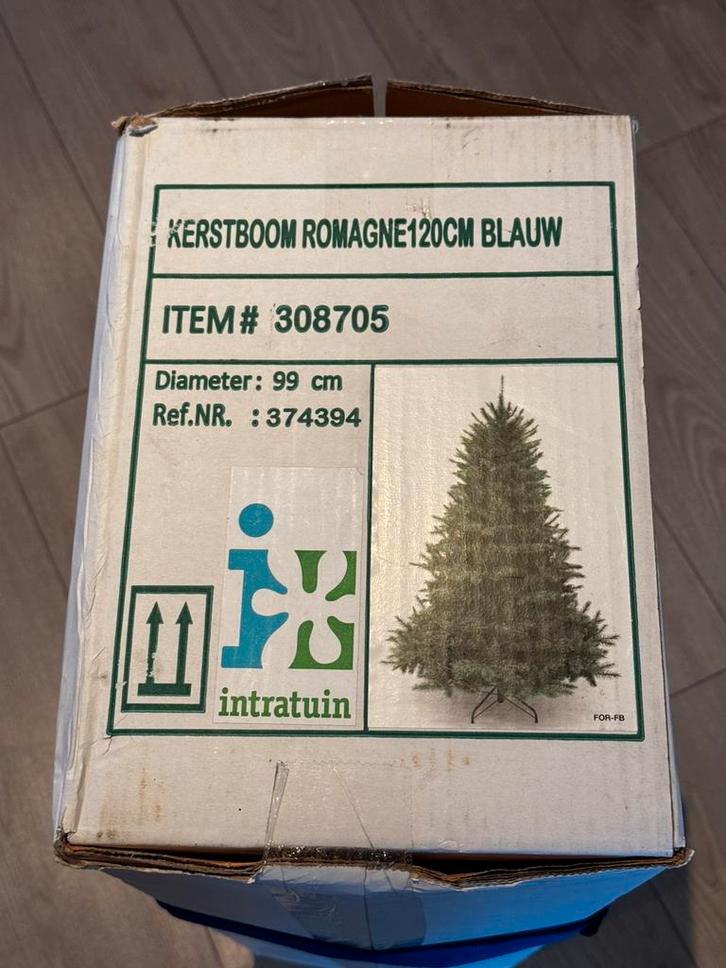 KERSTBOOM ROMAGNE120CM BLAUW
ITEM# 308705
Diameter: 99 cm
Ref.NR. : 374394
intratuin
FOR-FB